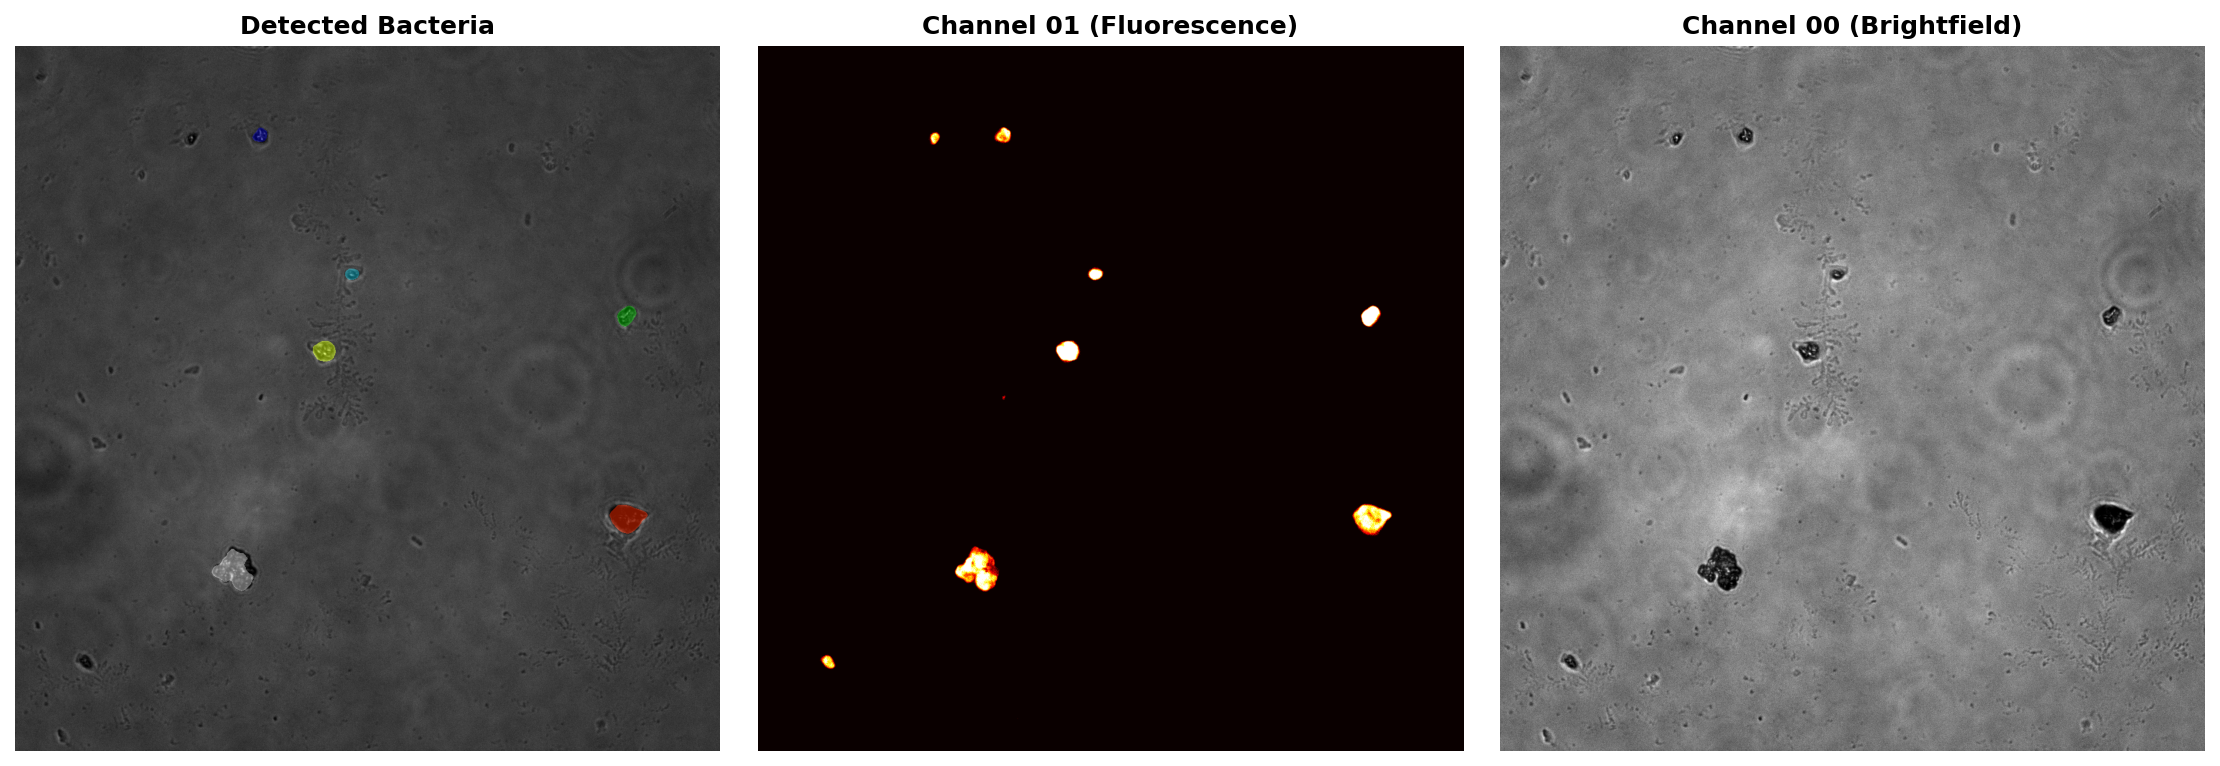 Detected Bacteria
Channel 01 (Fluorescence)
Channel 00 (Brightfield)